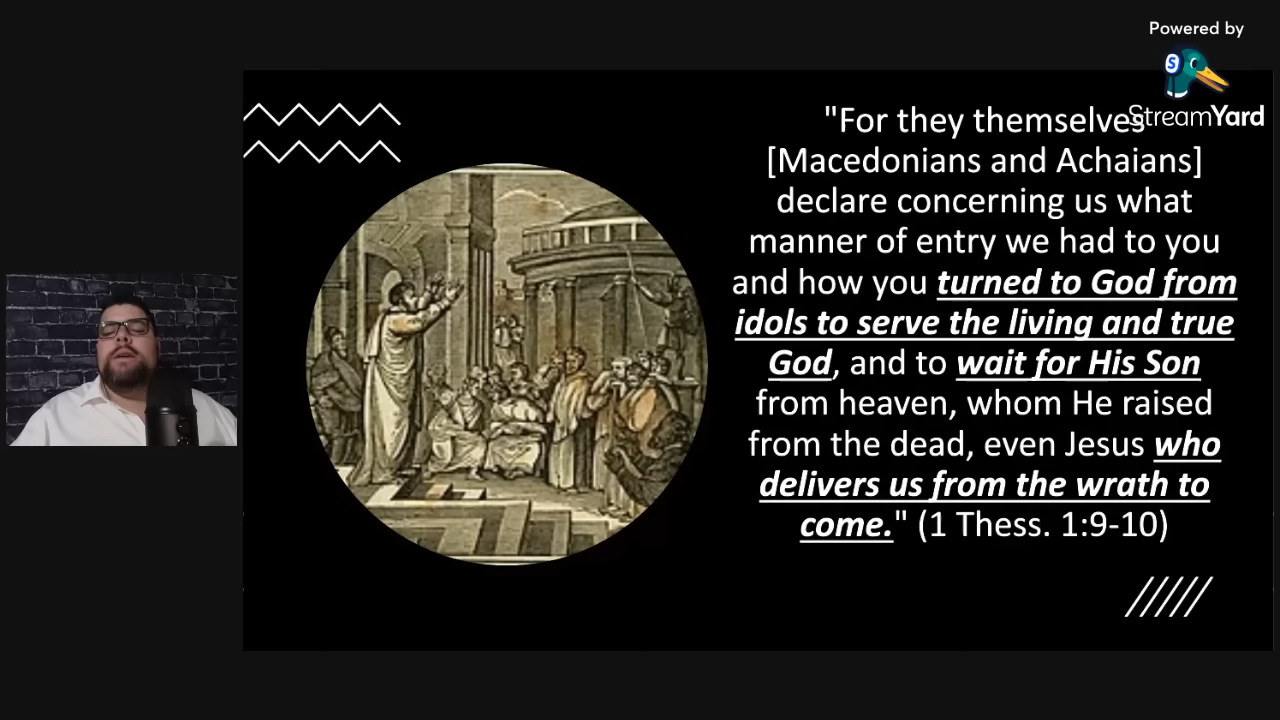 Powered by
S
StreamYard
"For they themselves
[Macedonians and Achaians]
declare concerning us what
manner of entry we had to you
and how you turned to God from
idols to serve the living and true
God, and to wait for His Son
from heaven, whom He raised
from the dead, even Jesus who
delivers us from the wrath to
come." (1 Thess. 1:9-10)